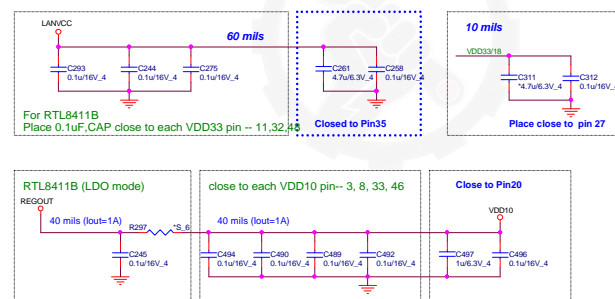 LANVCC
60 mils
C293
0.1u/16V_4
C244
0.1u/16V_4
C275
0.1u/16V_4
C261
4.7u/6.3V_4
C258
0.1u/16V_4
For RTL8411B
Place 0.1uF,CAP close to each VDD33 pin -- 11,32,48
Closed to Pin35
10 mils
VDD33/18
C311
*4.7u/6.3V_4
C312
0.1u/16V_4
Place close to pin 27
RTL8411B (LDO mode)
REGOUT
40 mils (Iout=1A)
R297
*S_6
C245
0.1u/16V_4
close to each VDD10 pin-- 3, 8, 33, 46
40 mils (Iout=1A)
C494
0.1u/16V_4
C490
0.1u/16V_4
C489
0.1u/16V_4
C492
0.1u/16V_4
Close to Pin20
VDD10
C497
1u/6.3V_4
C496
0.1u/16V_4